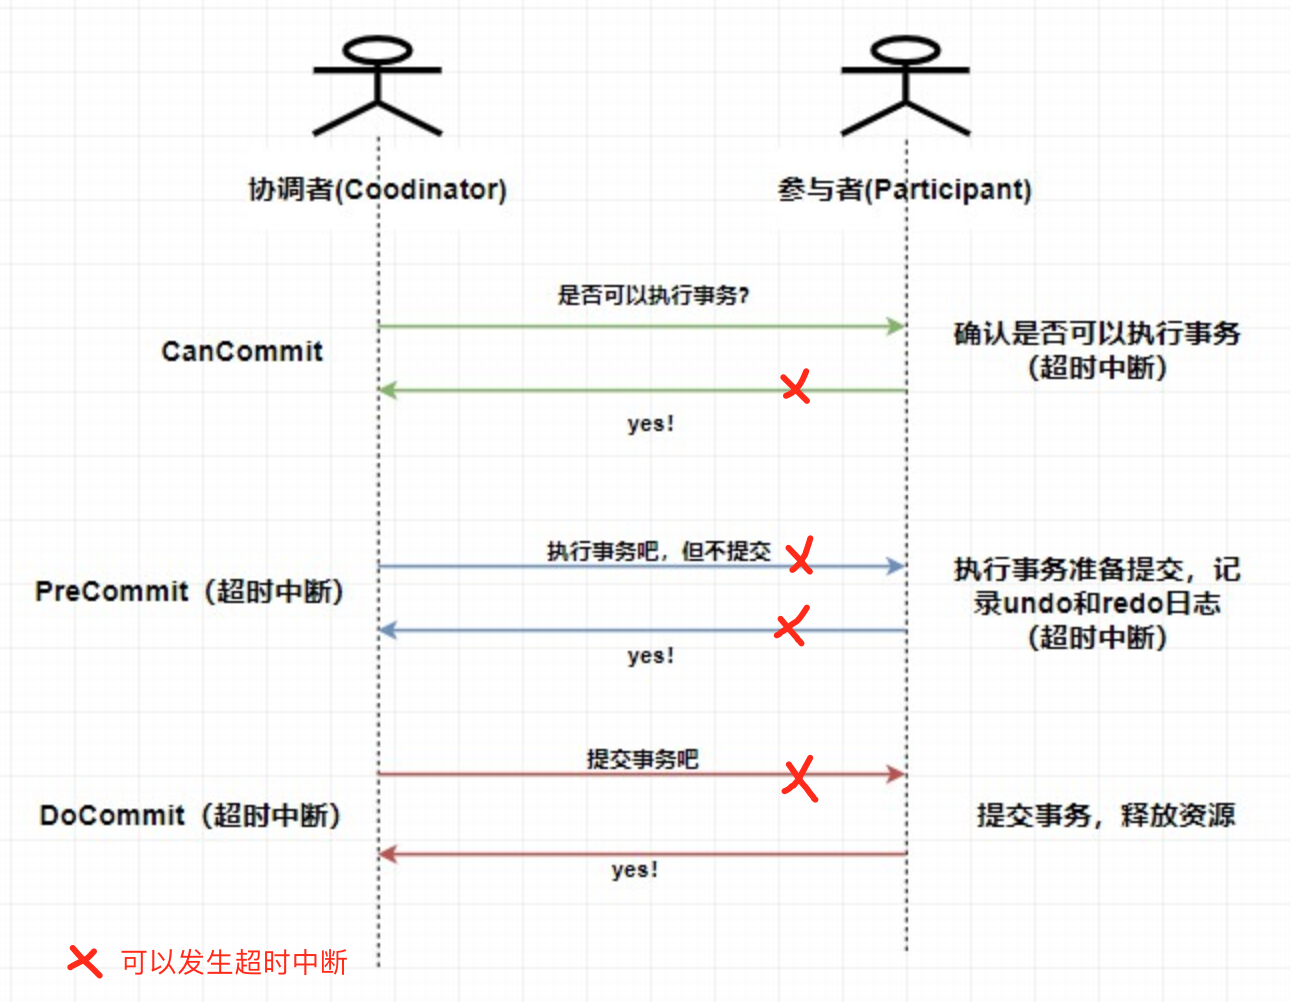 协调者(Coodinator)
参与者(Participant)
是否可以执行事务?
CanCommit
确认是否可以执行事务
（超时中断）
yes!
执行事务吧，但不提交
PreCommit（超时中断）
执行事务准备提交，记
录undo和redo日志
（超时中断）
yes!
提交事务吧
DoCommit（超时中断）
提交事务，释放资源
yes!
可以发生超时中断